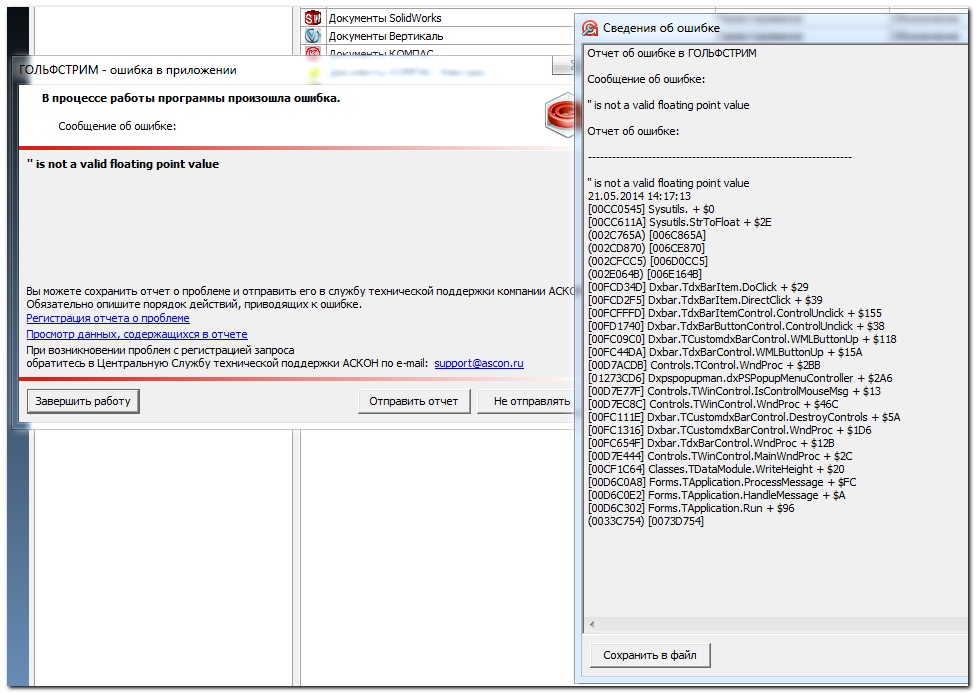 Документы SolidWorks
Документы Вертикаль
Документы КОМПАС
ГОЛЬФСТРИМ - ошибка в приложении
В процессе работы программы произошла ошибка.
Сообщение об ошибке:
'' is not a valid floating point value
Вы можете сохранить отчет о проблеме и отправить его в службу технической поддержки компании АСКО
Обязательно опишите порядок действий, приводящих к ошибке.
Регистрация отчета о проблеме
Просмотр данных, содержащихся в отчете
При возникновении проблем с регистрацией запроса
обратитесь в Центральную Службу технической поддержки АСКОН по e-mail: support@ascon.ru
Завершить работу
Отправить отчет
Не отправлять
Сведения об ошибке
Отчет об ошибке в ГОЛЬФСТРИМ
Сообщение об ошибке:
'' is not a valid floating point value
Отчет об ошибке:
------------------------------------------------------------------
'' is not a valid floating point value
21.05.2014 14:17:13
[00CC0545] Sysutils. + $0
[00CC611A] Sysutils.StrToFloat + $2E
(002C765A) [006C865A]
(002CD870) [006CE870]
(002CFCC5) [006D0CC5]
(002E064B) [006E164B]
[00FCD34D] Dxbar.TdxBarItem.DoClick + $29
[00FCD2F5] Dxbar.TdxBarItem.DirectClick + $39
[00FCFFFD] Dxbar.TdxBarItemControl.ControlUnclick + $155
[00FD1740] Dxbar.TdxBarButtonControl.ControlUnclick + $38
[00FC09C0] Dxbar.TCustomdxBarControl.WMLButtonUp + $118
[00FC44DA] Dxbar.TdxBarControl.WMLButtonUp + $15A
[00D7ACDB] Controls.TControl.WndProc + $2BB
[01273CD6] Dxpspopupman.dxPSPopupMenuController + $2A6
[00D7E77F] Controls.TWinControl.IsControlMouseMsg + $13
[00D7EC8C] Controls.TWinControl.WndProc + $46C
[00FC111E] Dxbar.TCustomdxBarControl.DestroyControls + $5A
[00FC1316] Dxbar.TCustomdxBarControl.WndProc + $1D6
[00FC654F] Dxbar.TdxBarControl.WndProc + $12B
[00D7E444] Controls.TWinControl.MainWndProc + $2C
[00CF1C64] Classes.TDataModule.WriteHeight + $20
[00D6C0A8] Forms.TApplication.ProcessMessage + $FC
[00D6C0E2] Forms.TApplication.HandleMessage + $A
[00D6C302] Forms.TApplication.Run + $96
(0033C754) [0073D754]
Сохранить в файл